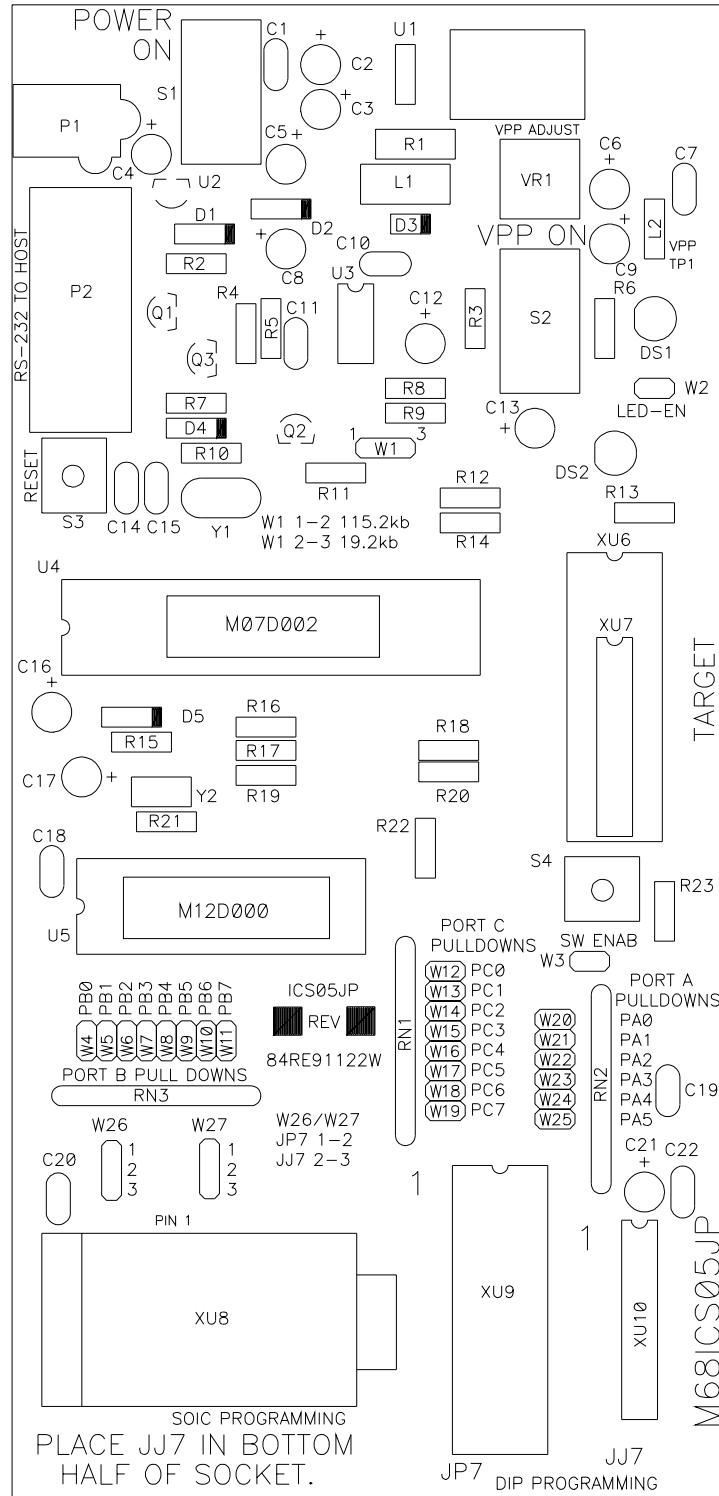 POWER
ON
C1
U1
C2
S1
C3
P1
VPP ADJUST
C5
R1
C6
C7
C4
U2
L1
VR1
D1
D2
D3
VPP ON
L2
VPP
TP1
RS-232 TO HOST
P2
R2
C8
C10
U3
C9
R6
C12
R4
R5
C11
R3
S2
Q1
Q3
DS1
R8
W2
LED-EN
R7
R9
C13
D4
Q2
1
3
W1
R10
DS2
RESET
R11
R12
R13
S3
C14
C15
Y1
W1 1-2 115.2kb
W1 2-3 19.2kb
R14
XU6
U4
M07D002
XU7
TARGET
C16
D5
R16
R15
R17
R18
C17
R19
R20
Y2
R21
R22
C18
S4
M12D000
R23
U5
PORT C
PULLDOWNS
SW ENAB
W3
PB0
PB1
PB2
PB3
PB4
PB5
PB6
PB7
ICS05JP
W12 PC0
PORT A
PULLDOWNS
W13 PC1
W4
W5
W6
W7
W8
W9
W10
W11
REV
RN1
W14 PC2
W20
PA0
W15 PC3
W21
PA1
84RE91122W
W16 PC4
W22
PA2
PORT B PULL DOWNS
W17 PC5
W23
RN2
PA3
C19
RN3
W18 PC6
W24
PA4
W19 PC7
W25
PA5
W26
W27
W26/W27
JP7 1-2
JJ7 2-3
1
2
3
1
2
3
C21
C22
C20
1
PIN 1
1
XU8
XU9
XU10
M68ICS05JP
SOIC PROGRAMMING
PLACE JJ7 IN BOTTOM
HALF OF SOCKET.
JP7
JJ7
DIP PROGRAMMING